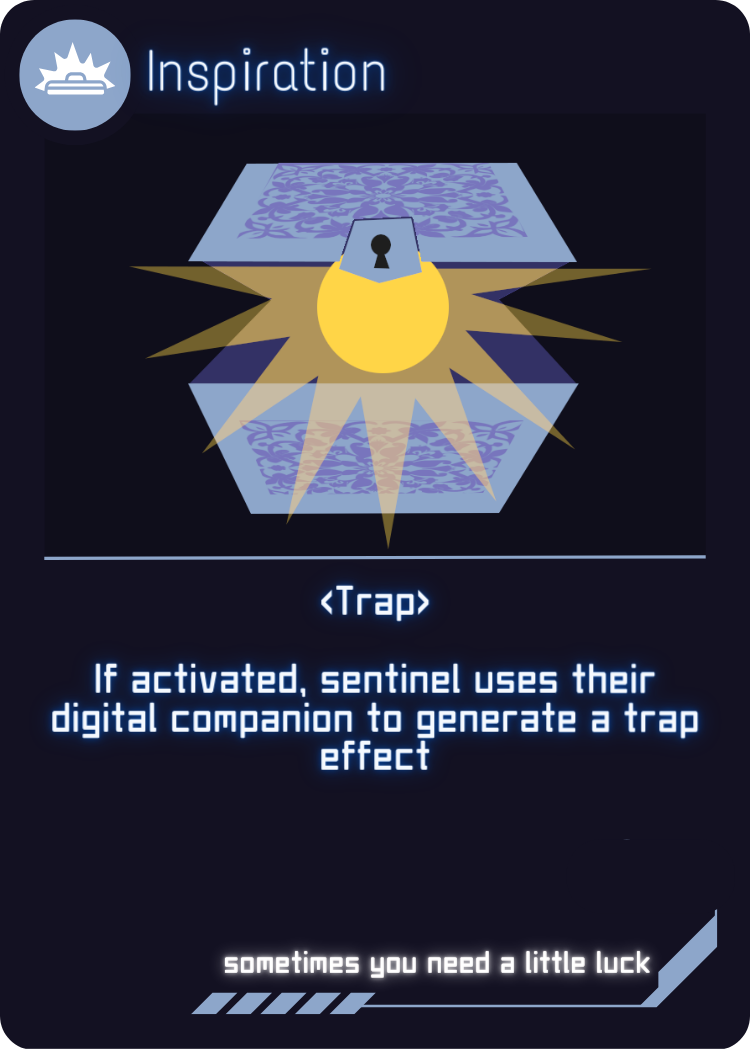 Inspiration
<Trap>
If activated, sentinel uses their
digital companion to generate a trap
effect
sometimes you need a little luck